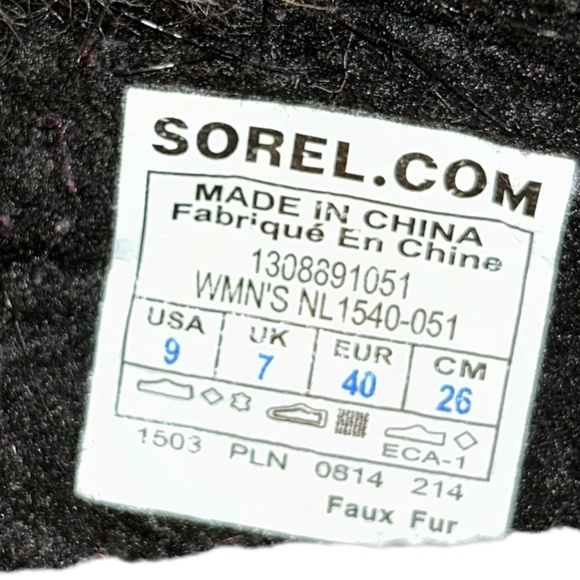 SOREL.COM
MADE IN CHINA
Fabriqué En Chine
1308691051
WMN'S NL1540-051
USA UK EUR CM
9 7 40 26
ECA-1
1503 PLN 0814 214
Faux Fur